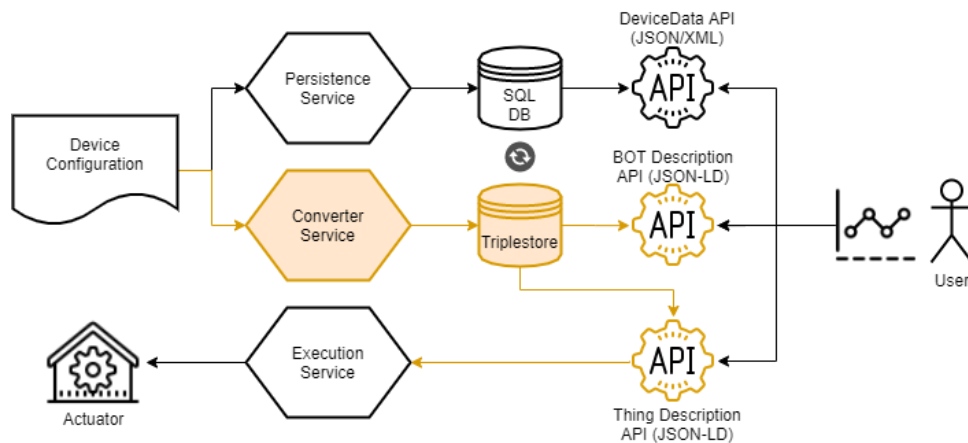 DeviceData API
(JSON/XML)
Persistence
Service
SQL
DB
API
Device
Configuration
BOT Description
API (JSON-LD)
Converter
Service
Triplestore
API
User
Execution
Service
API
Actuator
Thing Description
API (JSON-LD)